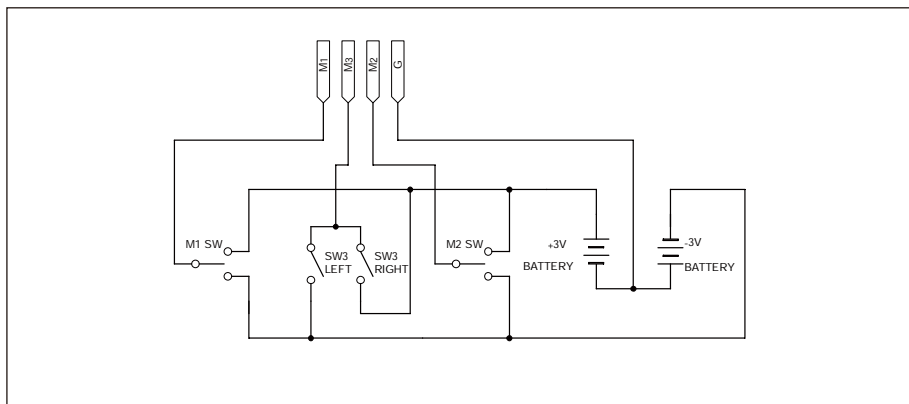 M1
M3
M2
G
M1 SW
SW3
LEFT
SW3
RIGHT
M2 SW
+3V
BATTERY
-3V
BATTERY